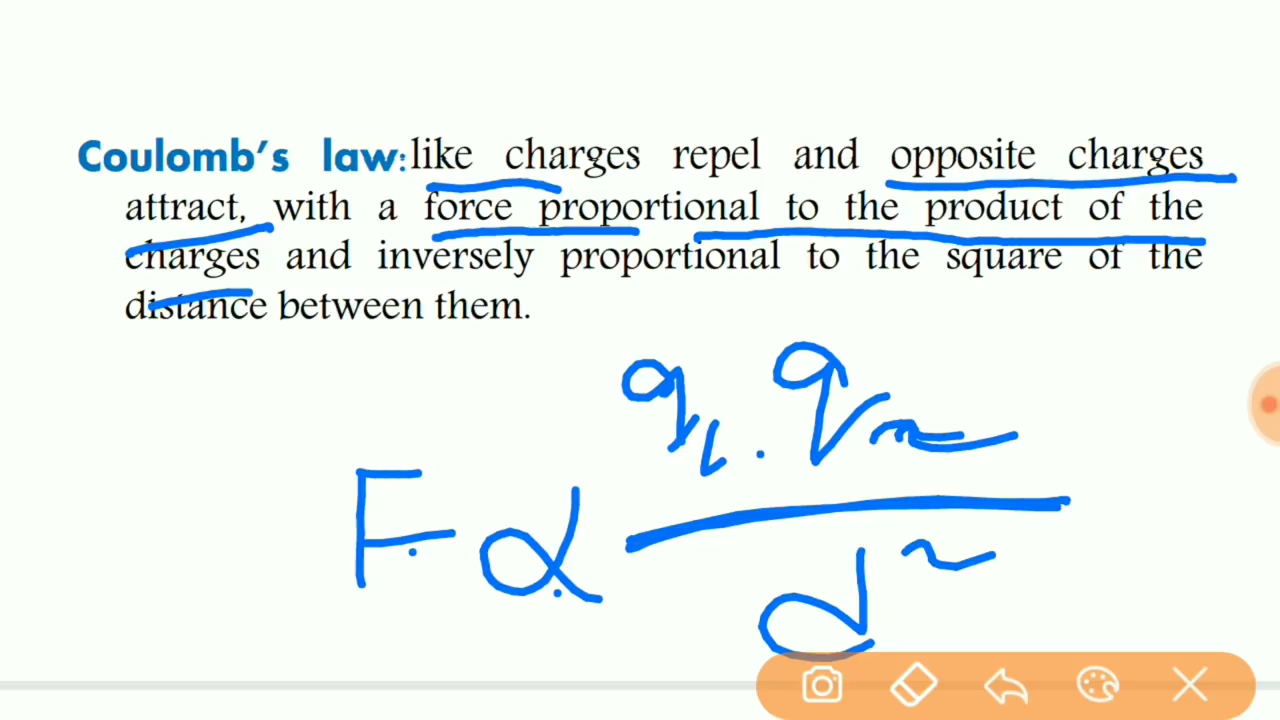 Coulomb's law: like charges repel and opposite charges
attract, with a force proportional to the product of the
charges and inversely proportional to the square of the
distance between them.
F α q₁ . q₂
d²